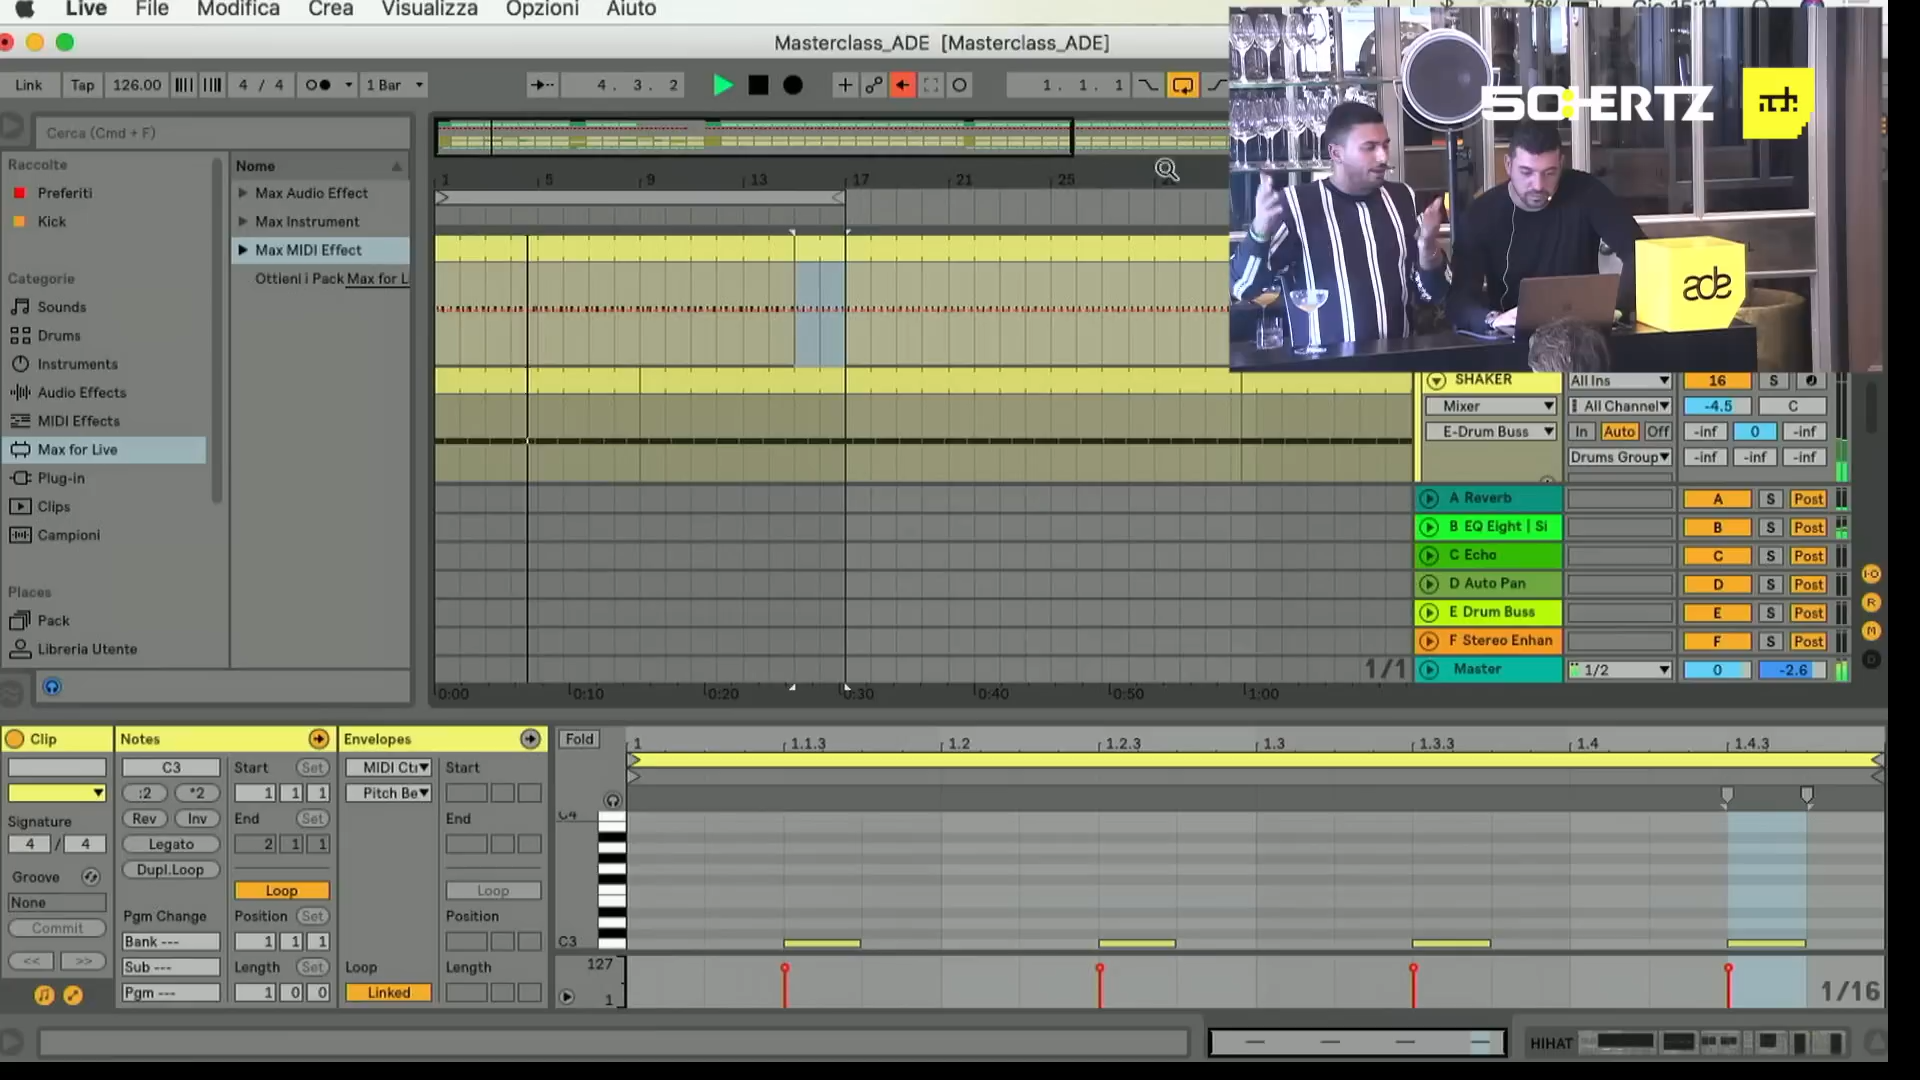 Live File Modifica Crea Visualizza Opzioni Aiuto
Masterclass_ADE [Masterclass_ADE]
Link Tap 126.00 4 / 4 1 Bar 4. 3. 2 1. 1. 1
50:HERTZ
Cerca (Cmd + F)
Raccolte
Preferiti
Kick
Categorie
Sounds
Drums
Instruments
Audio Effects
MIDI Effects
Max for Live
Plug-in
Clips
Campioni
Places
Pack
Libreria Utente
Nome
Max Audio Effect
Max Instrument
Max MIDI Effect
Ottieni i Pack Max for L
1 5 9 13 17 21 25
ade
SHAKER All Ins 16 S
Mixer All Channel -4.5 C
E-Drum Buss In Auto Off -inf 0 -inf
Drums Group -inf -inf -inf
A Reverb A S Post
B EQ Eight | Si B S Post
C Echo C S Post
D Auto Pan D S Post
E Drum Buss E S Post
F Stereo Enhan F S Post
1/1 Master 1/2 0 -2.6
0:00 0:10 0:20 0:30 0:40 0:50 1:00
I·O
R
M
D
Clip
Signature
4 / 4
Groove
None
Commit
<< >>
Notes
C3
:2 *2
Rev Inv
Legato
Dupl.Loop
Pgm Change
Bank ---
Sub ---
Pgm ---
Start Set
1 1 1
End Set
2 1 1
Loop
Position Set
1 1 1
Length Set
1 0 0
Envelopes
MIDI Ctr
Pitch Be
Loop
Linked
Start
End
Loop
Position
Length
Fold 1 1.1.3 1.2 1.2.3 1.3 1.3.3 1.4 1.4.3
C4
C3
127
1
1/16
HIHAT